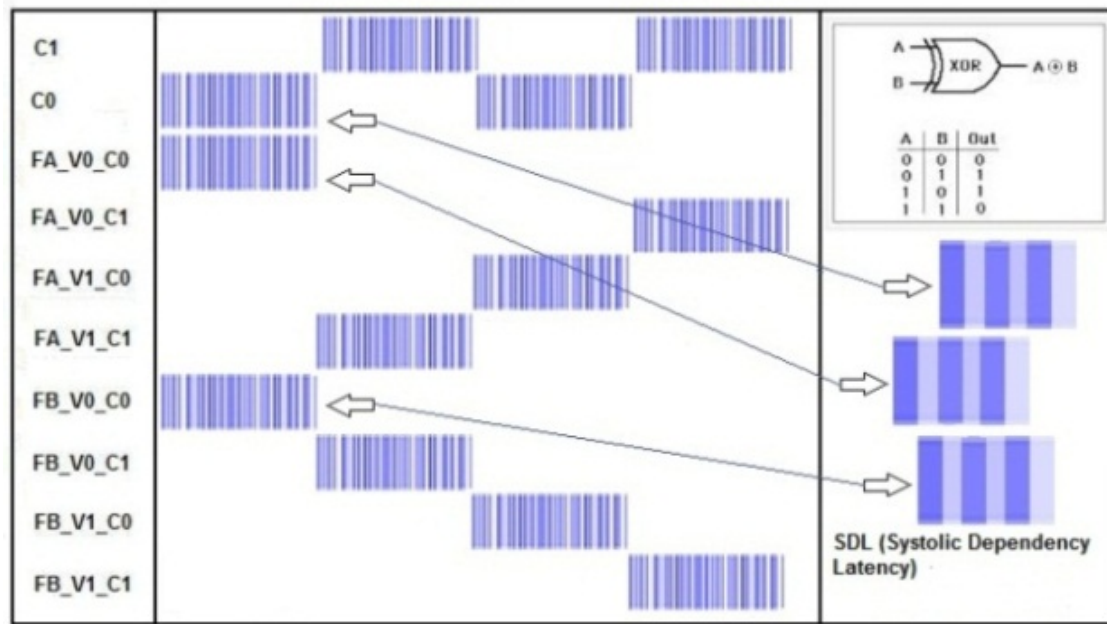 C1
C0
FA_V0_C0
FA_V0_C1
FA_V1_C0
FA_V1_C1
FB_V0_C0
FB_V0_C1
FB_V1_C0
FB_V1_C1
A
XOR
A ⊕ B
B
A B Out
0 0 0
0 1 1
1 0 1
1 1 0
SDL (Systolic Dependency
Latency)